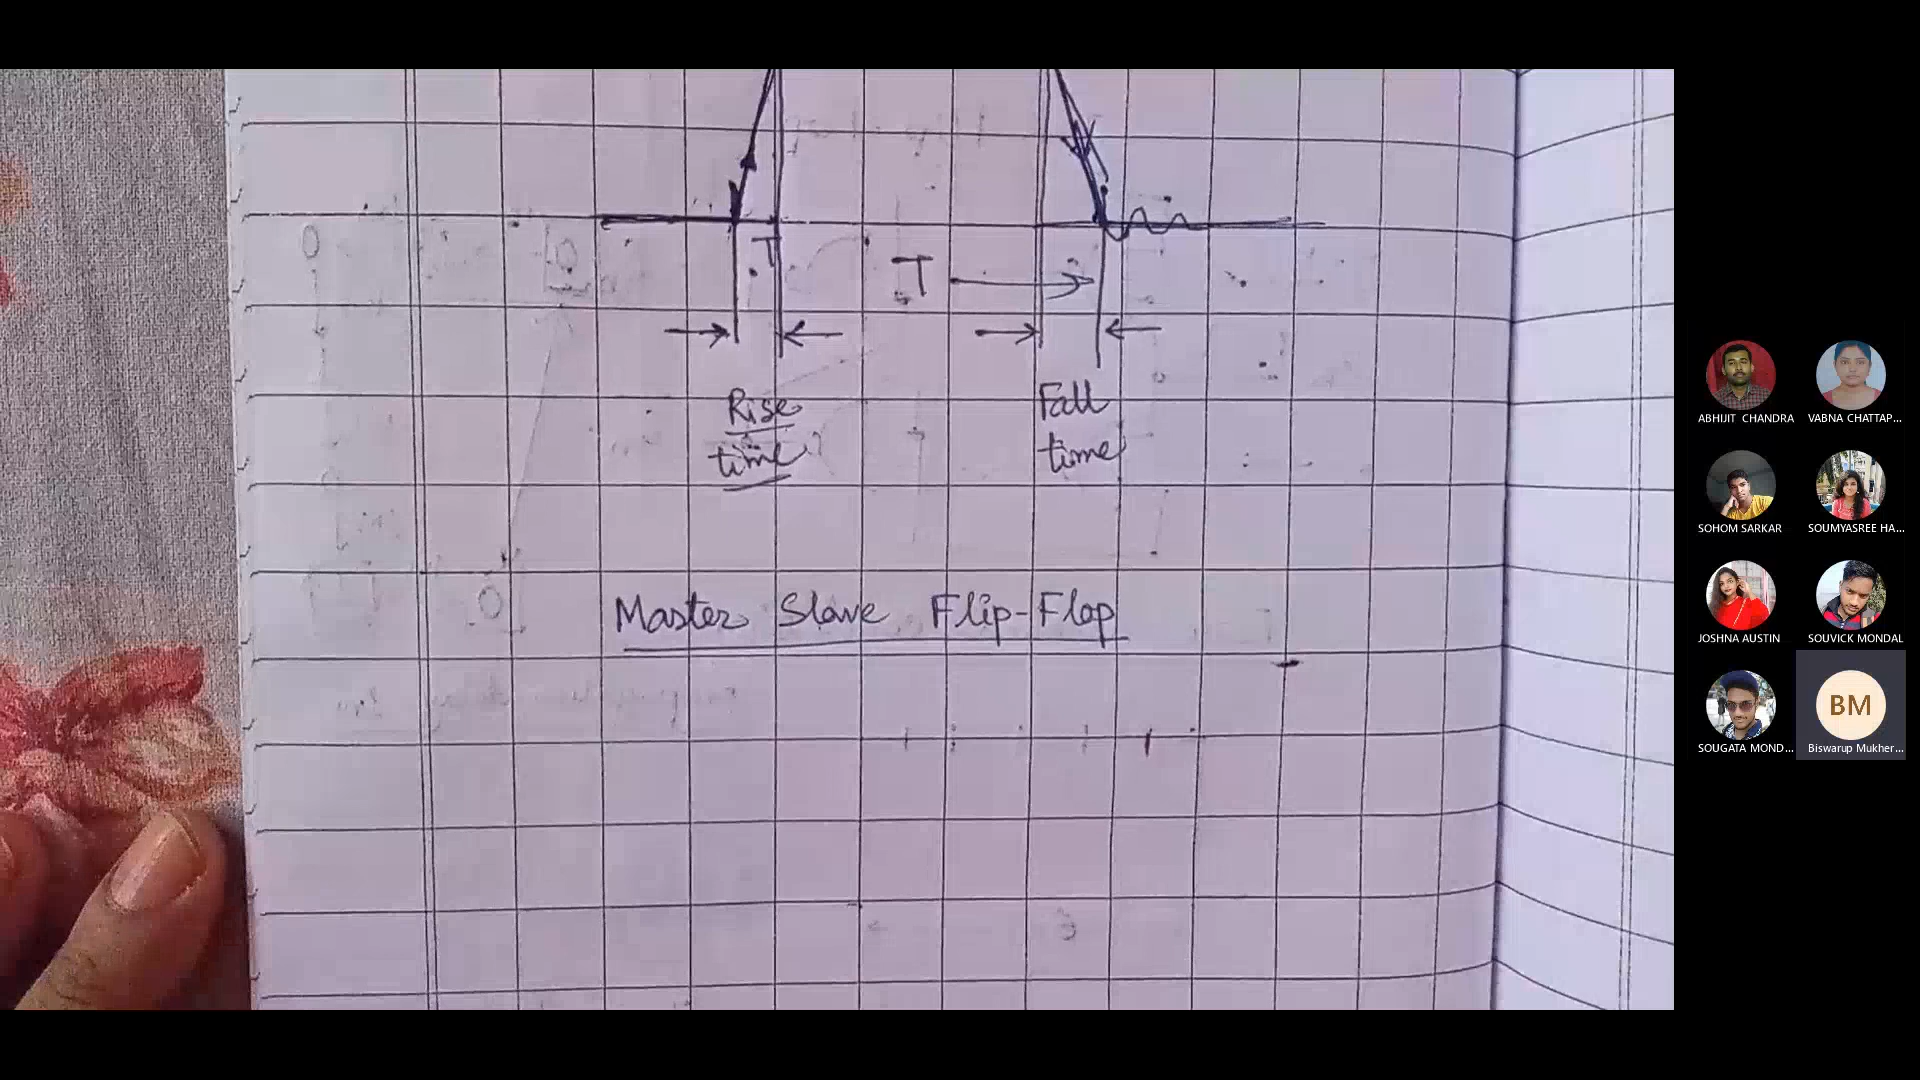 T
T
Rise
time
Fall
time
Master Slave Flip-Flop
ABHIJIT CHANDRA
VABNA CHATTAP...
SOHOM SARKAR
SOUMYASREE HA...
JOSHNA AUSTIN
SOUVICK MONDAL
SOUGATA MOND...
BM
Biswarup Mukher...